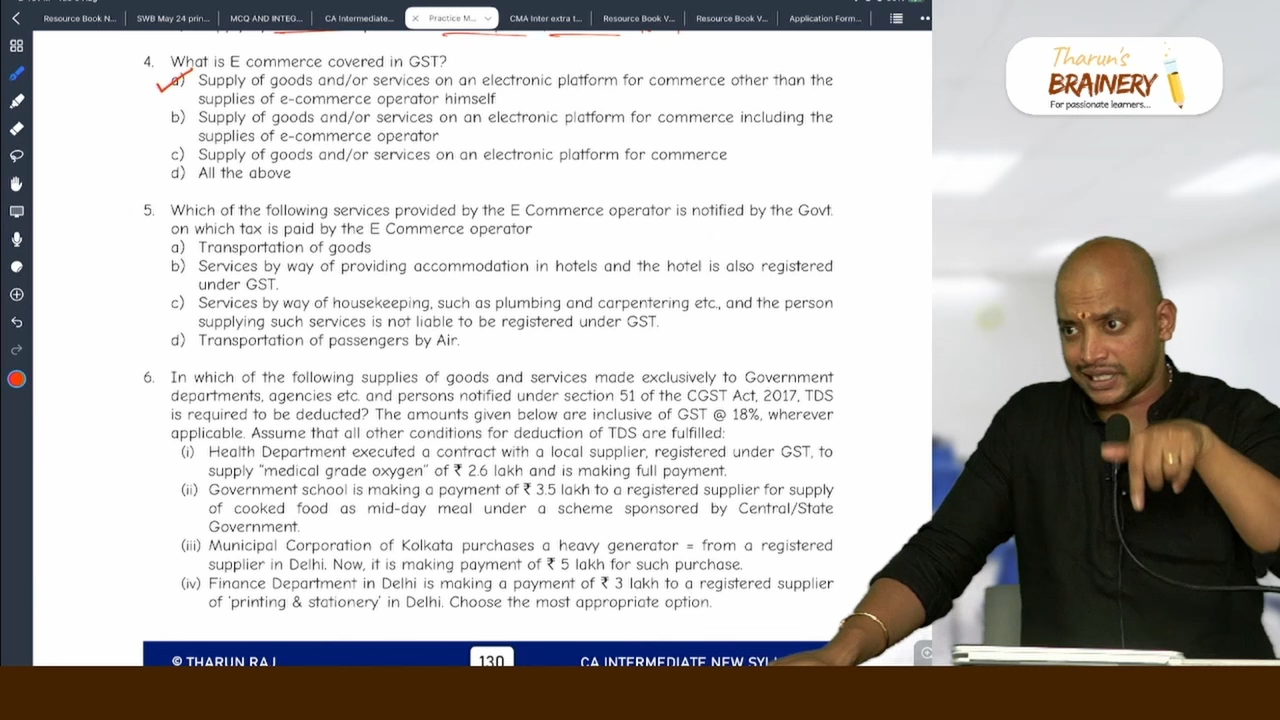 Resource Book N...
SWB May 24 prin...
MCQ AND INTEG...
CA Intermediate...
Practice M...
CMA Inter extra t...
Resource Book V...
Resource Book V...
Application Form...
4. What is E commerce covered in GST?
a) Supply of goods and/or services on an electronic platform for commerce other than the
supplies of e-commerce operator himself
b) Supply of goods and/or services on an electronic platform for commerce including the
supplies of e-commerce operator
c) Supply of goods and/or services on an electronic platform for commerce
d) All the above
5. Which of the following services provided by the E Commerce operator is notified by the Govt.
on which tax is paid by the E Commerce operator
a) Transportation of goods
b) Services by way of providing accommodation in hotels and the hotel is also registered
under GST.
c) Services by way of housekeeping, such as plumbing and carpentering etc., and the person
supplying such services is not liable to be registered under GST.
d) Transportation of passengers by Air.
6. In which of the following supplies of goods and services made exclusively to Government
departments, agencies etc. and persons notified under section 51 of the CGST Act, 2017, TDS
is required to be deducted? The amounts given below are inclusive of GST @ 18%, wherever
applicable. Assume that all other conditions for deduction of TDS are fulfilled:
(i) Health Department executed a contract with a local supplier, registered under GST, to
supply "medical grade oxygen" of ₹ 2.6 lakh and is making full payment.
(ii) Government school is making a payment of ₹ 3.5 lakh to a registered supplier for supply
of cooked food as mid-day meal under a scheme sponsored by Central/State
Government.
(iii) Municipal Corporation of Kolkata purchases a heavy generator = from a registered
supplier in Delhi. Now, it is making payment of ₹ 5 lakh for such purchase.
(iv) Finance Department in Delhi is making a payment of ₹ 3 lakh to a registered supplier
of 'printing & stationery' in Delhi. Choose the most appropriate option.
© THARUN RAJ
130
CA INTERMEDIATE NEW
Tharun's
BRAINERY
For passionate learners...